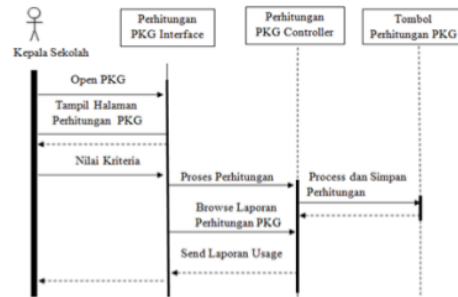 Kepala Sekolah
Perhitungan
PKG Interface
Perhitungan
PKG Controller
Tombol
Perhitungan PKG
Open PKG
Tampil Halaman
Perhitungan PKG
Nilai Kriteria
Proses Perhitungan
Process dan Simpan
Perhitungan
Browse Laporan
Perhitungan PKG
Send Laporan Usage